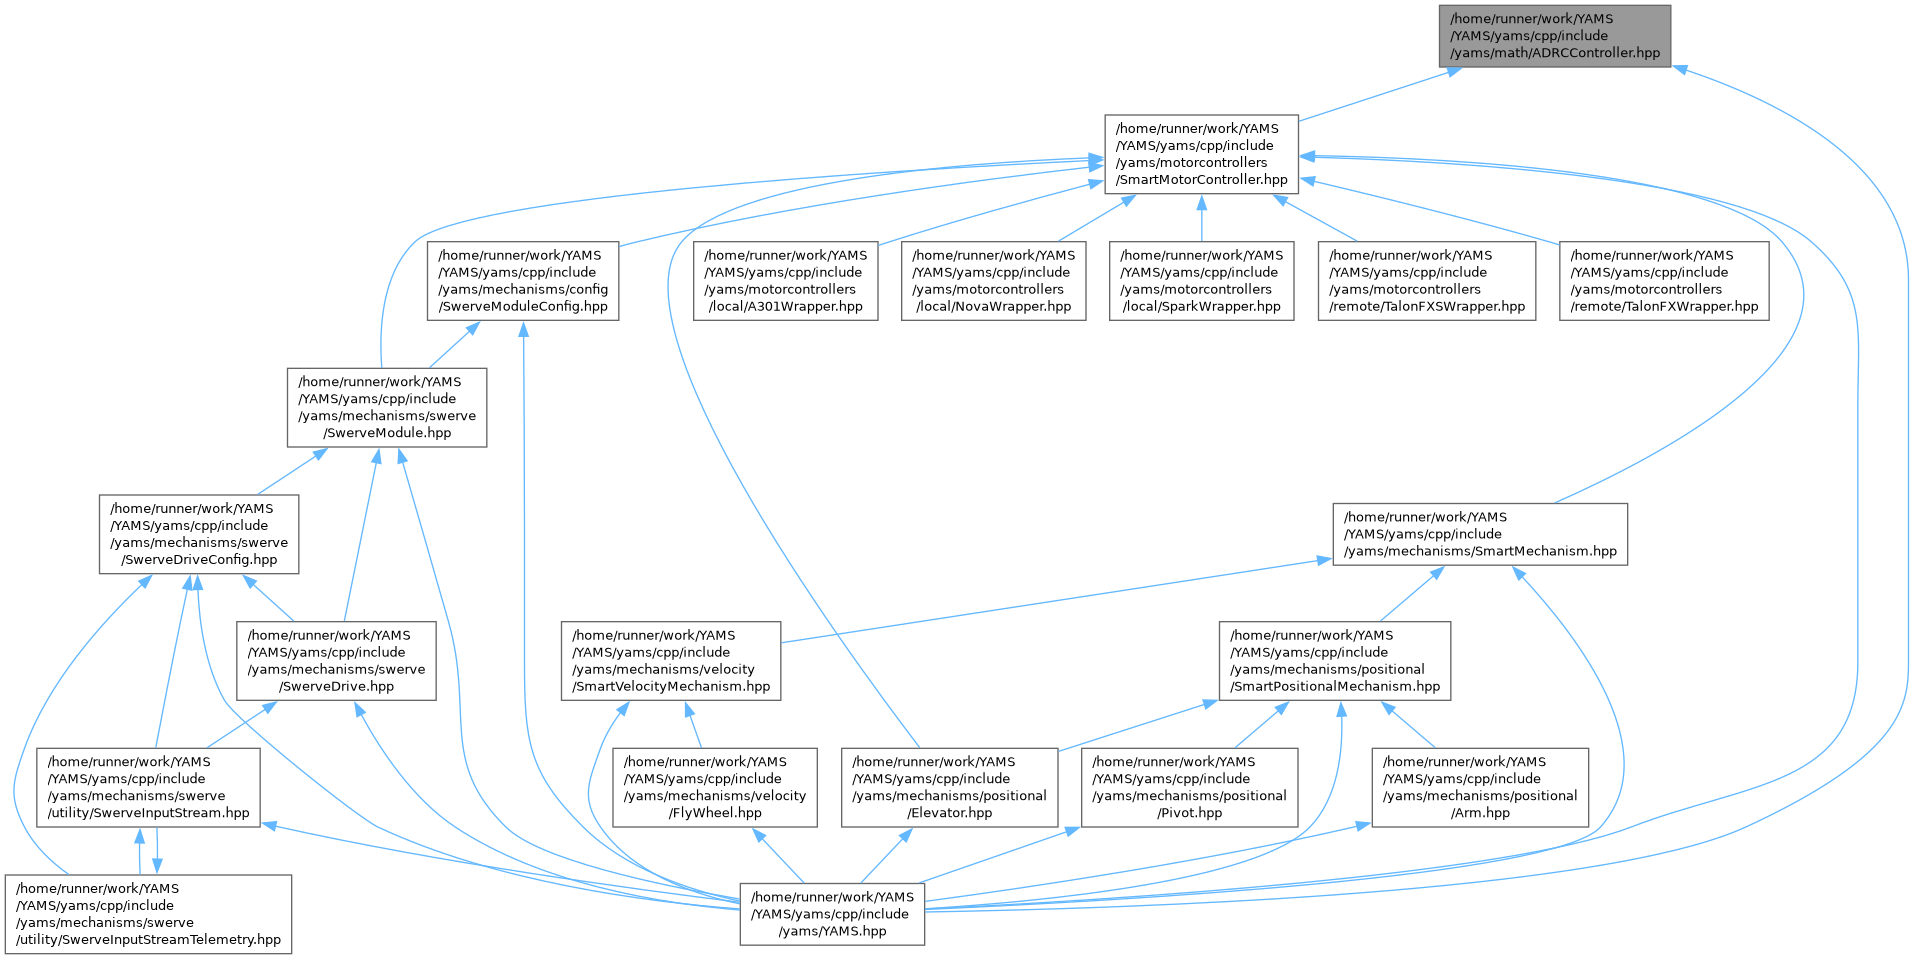 /home/runner/work/YAMS
/YAMS/yams/cpp/include
/yams/math/ADRCController.hpp
/home/runner/work/YAMS
/YAMS/yams/cpp/include
/yams/motorcontrollers
/SmartMotorController.hpp
/home/runner/work/YAMS
/YAMS/yams/cpp/include
/yams/mechanisms/config
/SwerveModuleConfig.hpp
/home/runner/work/YAMS
/YAMS/yams/cpp/include
/yams/motorcontrollers
/local/A301Wrapper.hpp
/home/runner/work/YAMS
/YAMS/yams/cpp/include
/yams/motorcontrollers
/local/NovaWrapper.hpp
/home/runner/work/YAMS
/YAMS/yams/cpp/include
/yams/motorcontrollers
/local/SparkWrapper.hpp
/home/runner/work/YAMS
/YAMS/yams/cpp/include
/yams/motorcontrollers
/remote/TalonFXSWrapper.hpp
/home/runner/work/YAMS
/YAMS/yams/cpp/include
/yams/motorcontrollers
/remote/TalonFXWrapper.hpp
/home/runner/work/YAMS
/YAMS/yams/cpp/include
/yams/mechanisms/swerve
/SwerveModule.hpp
/home/runner/work/YAMS
/YAMS/yams/cpp/include
/yams/mechanisms/swerve
/SwerveDriveConfig.hpp
/home/runner/work/YAMS
/YAMS/yams/cpp/include
/yams/mechanisms/SmartMechanism.hpp
/home/runner/work/YAMS
/YAMS/yams/cpp/include
/yams/mechanisms/swerve
/SwerveDrive.hpp
/home/runner/work/YAMS
/YAMS/yams/cpp/include
/yams/mechanisms/velocity
/SmartVelocityMechanism.hpp
/home/runner/work/YAMS
/YAMS/yams/cpp/include
/yams/mechanisms/positional
/SmartPositionalMechanism.hpp
/home/runner/work/YAMS
/YAMS/yams/cpp/include
/yams/mechanisms/swerve
/utility/SwerveInputStream.hpp
/home/runner/work/YAMS
/YAMS/yams/cpp/include
/yams/mechanisms/velocity
/FlyWheel.hpp
/home/runner/work/YAMS
/YAMS/yams/cpp/include
/yams/mechanisms/positional
/Elevator.hpp
/home/runner/work/YAMS
/YAMS/yams/cpp/include
/yams/mechanisms/positional
/Pivot.hpp
/home/runner/work/YAMS
/YAMS/yams/cpp/include
/yams/mechanisms/positional
/Arm.hpp
/home/runner/work/YAMS
/YAMS/yams/cpp/include
/yams/mechanisms/swerve
/utility/SwerveInputStreamTelemetry.hpp
/home/runner/work/YAMS
/YAMS/yams/cpp/include
/yams/YAMS.hpp